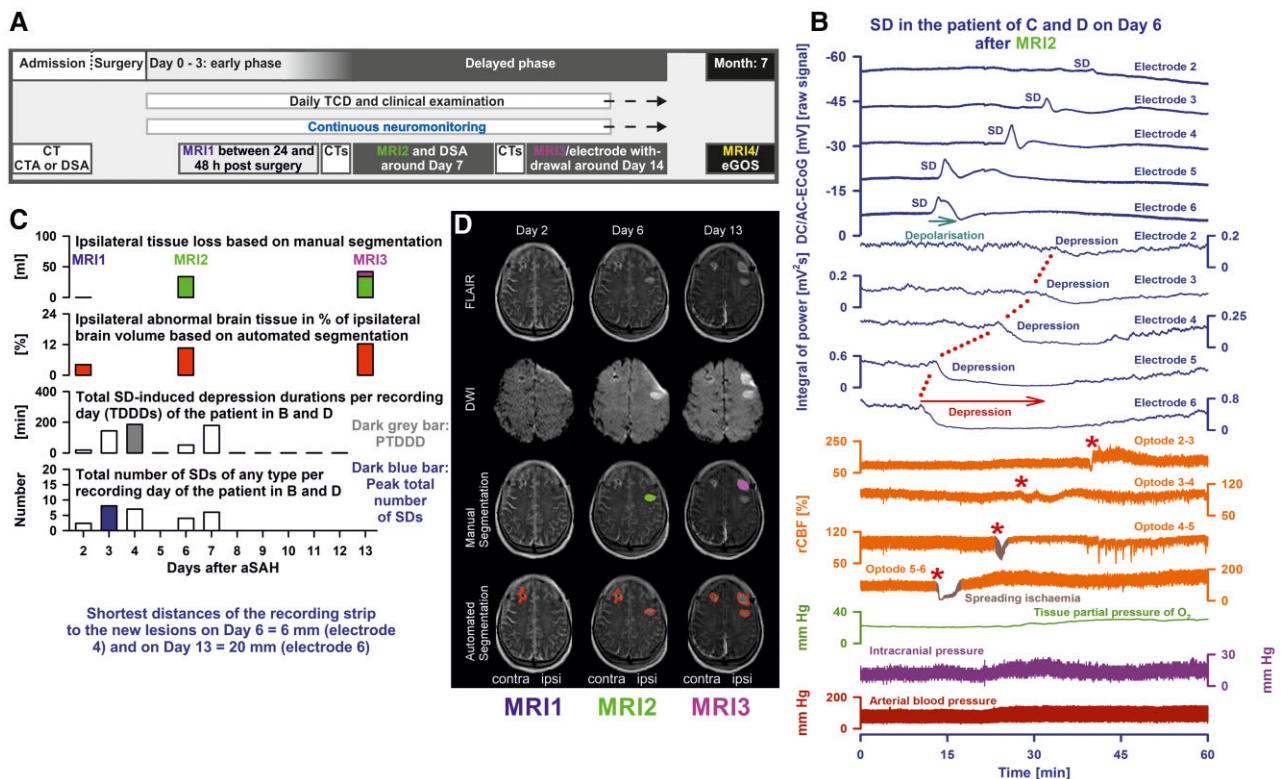 A
Admission
Surgery
Day 0 - 3: early phase
Delayed phase
Month: 7
Daily TCD and clinical examination
Continuous neuromonitoring
CT
CTA or DSA
MRI1 between 24 and
48 h post surgery
CTs
MRI2 and DSA
around Day 7
CTs
MRI3/electrode with-
drawal around Day 14
MRI4/
eGOS
B
SD in the patient of C and D on Day 6
after MRI2
DC/AC-ECoG [mV] [raw signal]
-60
-45
-30
-15
0
SD
Electrode 2
SD
Electrode 3
SD
Electrode 4
SD
Electrode 5
SD
Electrode 6
Depolarisation
Integral of power [mV²s]
Electrode 2
0.2
0
Depression
0.2
0
Electrode 3
Depression
Electrode 4
0.25
0
Depression
0.6
0
Electrode 5
Depression
Electrode 6
0.8
0
Depression
rCBF [%]
250
50
*
Optode 2-3
*
Optode 3-4
120
50
120
50
*
Optode 4-5
Optode 5-6
*
200
0
Spreading ischaemia
mm Hg
40
0
Tissue partial pressure of O2
Intracranial pressure
30
0
mm Hg
mm Hg
200
0
Arterial blood pressure
0
15
30
45
60
Time [min]
C
[ml]
100
50
0
Ipsilateral tissue loss based on manual segmentation
MRI1
MRI2
MRI3
[%]
24
12
0
Ipsilateral abnormal brain tissue in % of ipsilateral
brain volume based on automated segmentation
[min]
400
200
0
Total SD-induced depression durations per recording
day (TDDDs) of the patient in B and D
Dark grey bar:
PTDDD
Number
20
15
10
5
0
Total number of SDs of any type per
recording day of the patient in B and D
Dark blue bar:
Peak total
number
of SDs
2
3
4
5
6
7
8
9
10
11
12
13
Days after aSAH
Shortest distances of the recording strip
to the new lesions on Day 6 = 6 mm (electrode
4) and on Day 13 = 20 mm (electrode 6)
D
Day 2
Day 6
Day 13
FLAIR
DWI
Manual
Segmentation
Automated
Segmentation
contra
ipsi
contra
ipsi
contra
ipsi
MRI1
MRI2
MRI3